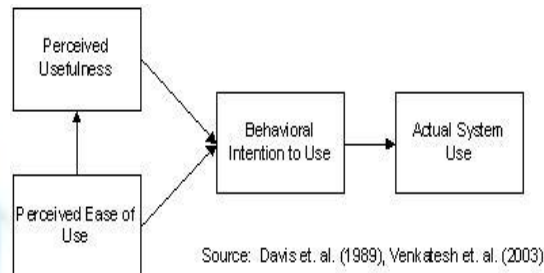 Perceived
Usefulness
Behavioral
Intention to Use
Actual System
Use
Perceived Ease of
Use
Source: Davis et. al. (1989), Venkatesh et. al. (2003)